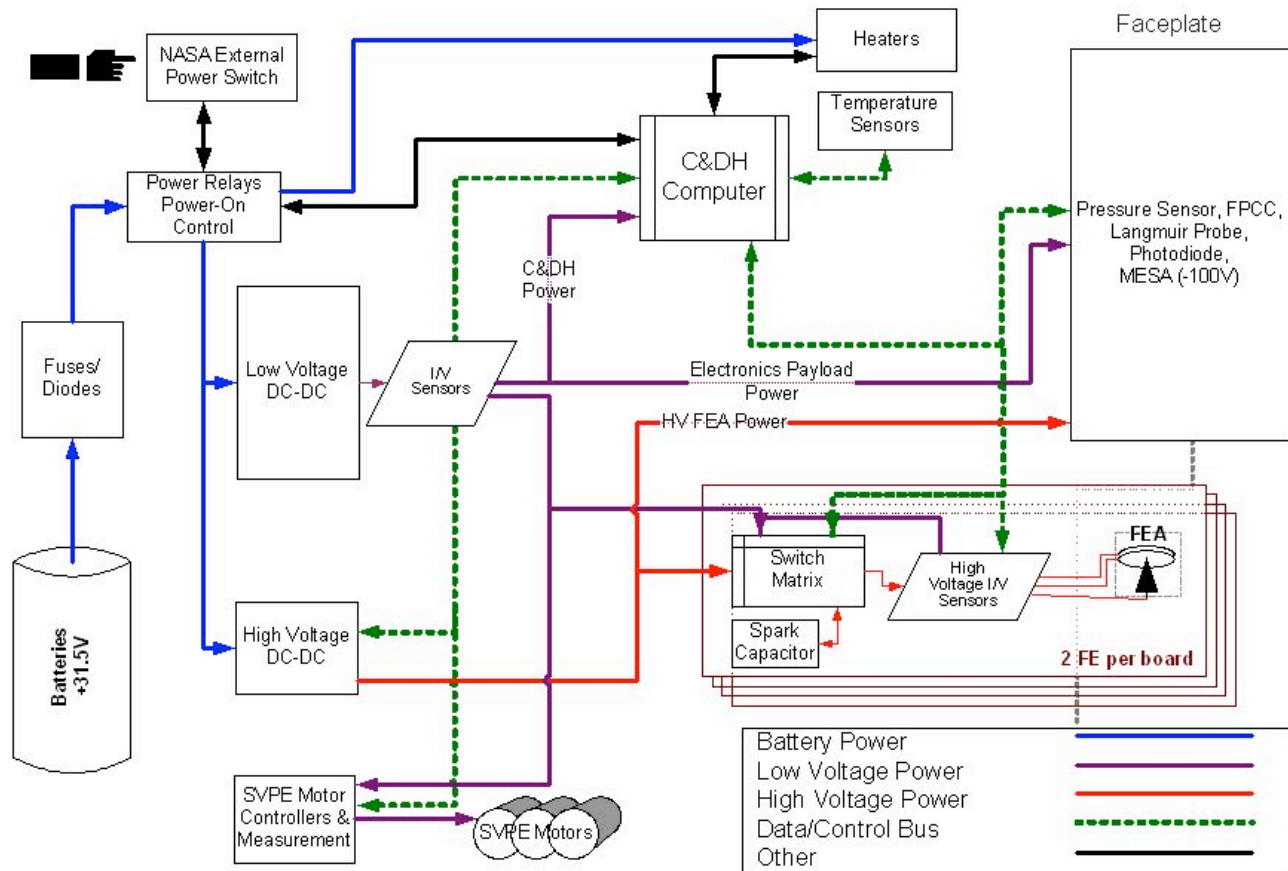 Faceplate
NASA External
Power Switch
Heaters
Temperature
Sensors
C&DH
Computer
Power Relays
Power-On
Control
Pressure Sensor, FPCC,
Langmuir Probe,
Photodiode,
MESA (-100V)
C&DH
Power
Fuses/
Diodes
Low Voltage
DC-DC
I/V
Sensors
Electronics Payload
Power
HV FEA Power
Batteries
+31.5V
High Voltage
DC-DC
Switch
Matrix
High
Voltage I/V
Sensors
FEA
Spark
Capacitor
2 FE per board
SVPE Motor
Controllers &
Measurement
SVPE Motors
Battery Power
Low Voltage Power
High Voltage Power
Data/Control Bus
Other